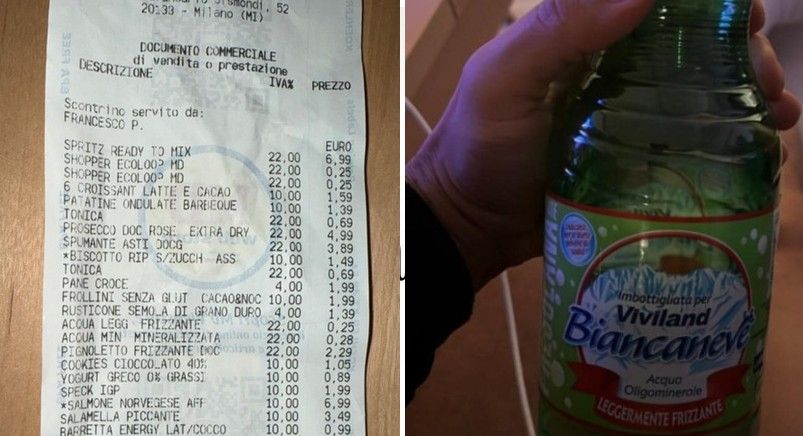 20133 - Milano (MI)
DOCUMENTO COMMERCIALE
di vendita o prestazione
DESCRIZIONE IVA% PREZZO
Scontrino servito da:
FRANCESCO P.
EURO
SPRITZ READY TO MIX 22,00 6,99
SHOPPER ECOLOOP MD 22,00 0,25
SHOPPER ECOLOOP MD 22,00 0,25
6 CROISSANT LATTE E CACAO 10,00 1,59
PATATINE ONDULATE BARBEQUE 10,00 1,39
TONICA 22,00 0,69
PROSECCO DOC ROSE EXTRA DRY 22,00 4,99
SPUMANTE ASTI DOCG 22,00 3,89
*BISCOTTO RIP S/ZUCCH ASS 10,00 1,49
TONICA 22,00 0,69
PANE CROCE 4,00 1,99
FROLLINI SENZA GLUT CACAO&NOC 10,00 1,99
RUSTICONE SEMOLA DI GRANO DURO 4,00 1,39
ACQUA LEGG FRIZZANTE 22,00 0,25
ACQUA MIN MINERALIZZATA 22,00 0,28
PIGNOLETTO FRIZZANTE DOC 22,00 2,29
COOKIES CIOCCOLATO 40% 10,00 1,05
YOGURT GRECO 0% GRASSI 10,00 0,89
SPECK IGP 10,00 1,99
*SALMONE NORVEGESE AFF 10,00 6,99
SALAMELLA PICCANTE 10,00 3,49
BARRETTA ENERGY LAT/COCCO 10,00 1,99
BPA FREE
Imbottigliata per
Viviland
Biancaneve
Acqua
Oligominerale
LEGGERMENTE FRIZZANTE